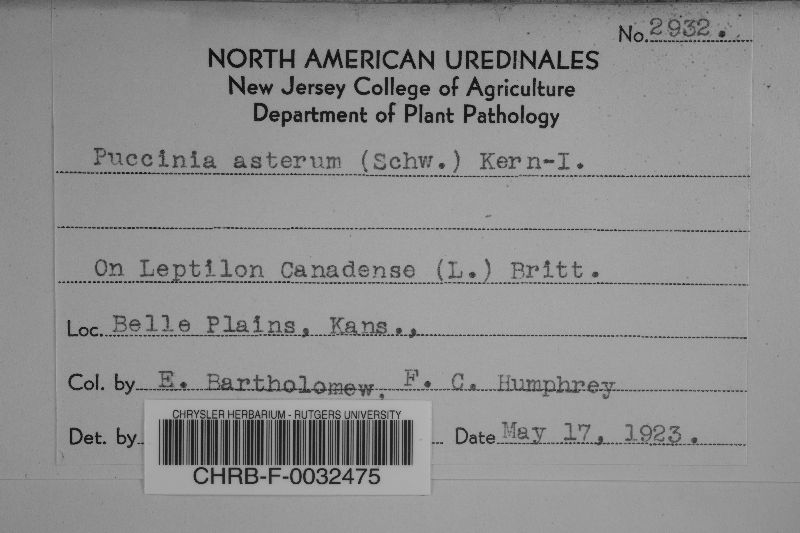 No. 2932.
NORTH AMERICAN UREDINALES
New Jersey College of Agriculture
Department of Plant Pathology
Puccinia asterum (Schw.) Kern-I.
On Leptilon Canadense (L.) Britt.
Loc. Belle Plains, Kans.,
Col. by E. Bartholomew, F. C. Humphrey
Det. by Date May 17, 1923.
CHRYSLER HERBARIUM - RUTGERS UNIVERSITY
CHRB-F-0032475